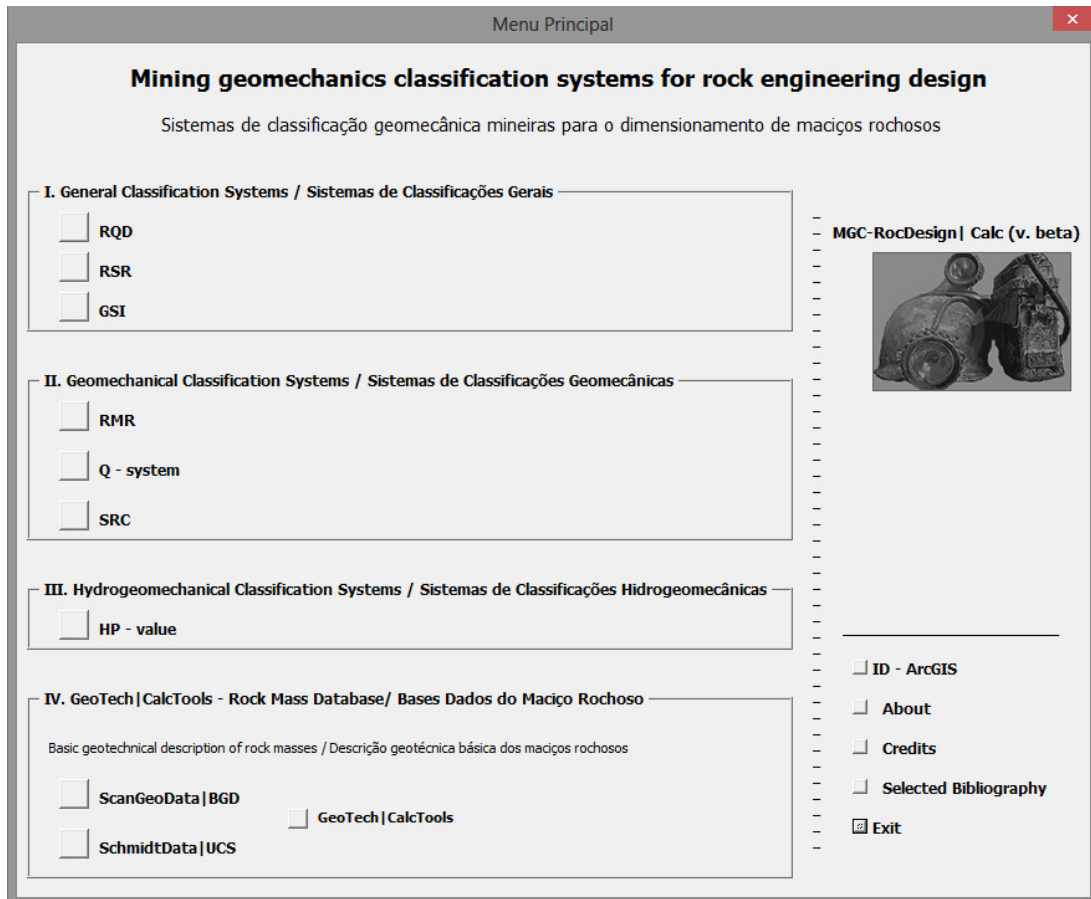 Menu Principal
Mining geomechanics classification systems for rock engineering design
Sistemas de classificação geomecânica mineiras para o dimensionamento de maciços rochosos
I. General Classification Systems / Sistemas de Classificações Gerais
RQD
RSR
GSI
II. Geomechanical Classification Systems / Sistemas de Classificações Geomecânicas
RMR
Q - system
SRC
III. Hydrogeomechanical Classification Systems / Sistemas de Classificações Hidrogeomecânicas
HP - value
IV. GeoTech|CalcTools - Rock Mass Database/ Bases Dados do Maciço Rochoso
Basic geotechnical description of rock masses / Descrição geotécnica básica dos maciços rochosos
ScanGeoData|BGD
GeoTech|CalcTools
SchmidtData|UCS
MGC-RocDesign| Calc (v. beta)
ID - ArcGIS
About
Credits
Selected Bibliography
Exit